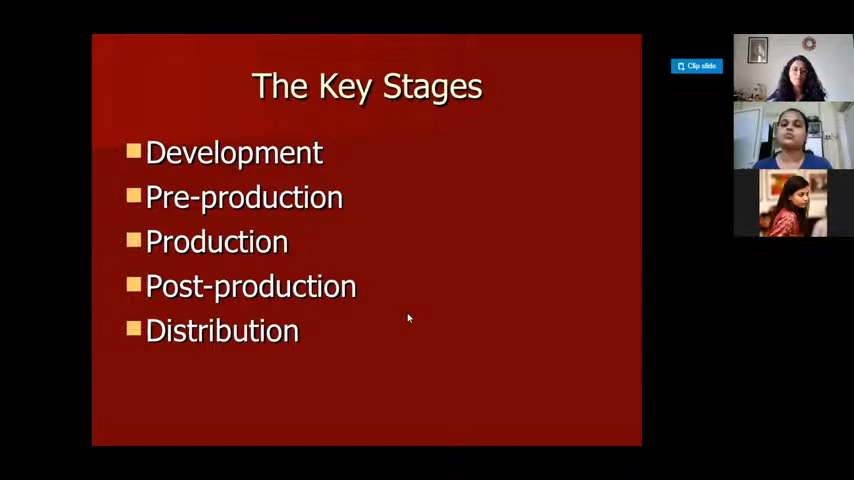 The Key Stages
Clip slide
Development
Pre-production
Production
Post-production
Distribution